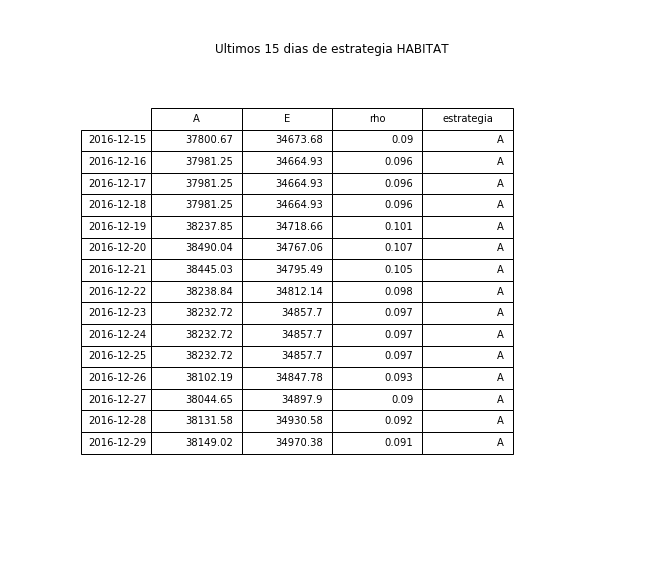 Ultimos 15 dias de estrategia HABITAT
A E rho estrategia
2016-12-15 37800.67 34673.68 0.09 A
2016-12-16 37981.25 34664.93 0.096 A
2016-12-17 37981.25 34664.93 0.096 A
2016-12-18 37981.25 34664.93 0.096 A
2016-12-19 38237.85 34718.66 0.101 A
2016-12-20 38490.04 34767.06 0.107 A
2016-12-21 38445.03 34795.49 0.105 A
2016-12-22 38238.84 34812.14 0.098 A
2016-12-23 38232.72 34857.7 0.097 A
2016-12-24 38232.72 34857.7 0.097 A
2016-12-25 38232.72 34857.7 0.097 A
2016-12-26 38102.19 34847.78 0.093 A
2016-12-27 38044.65 34897.9 0.09 A
2016-12-28 38131.58 34930.58 0.092 A
2016-12-29 38149.02 34970.38 0.091 A